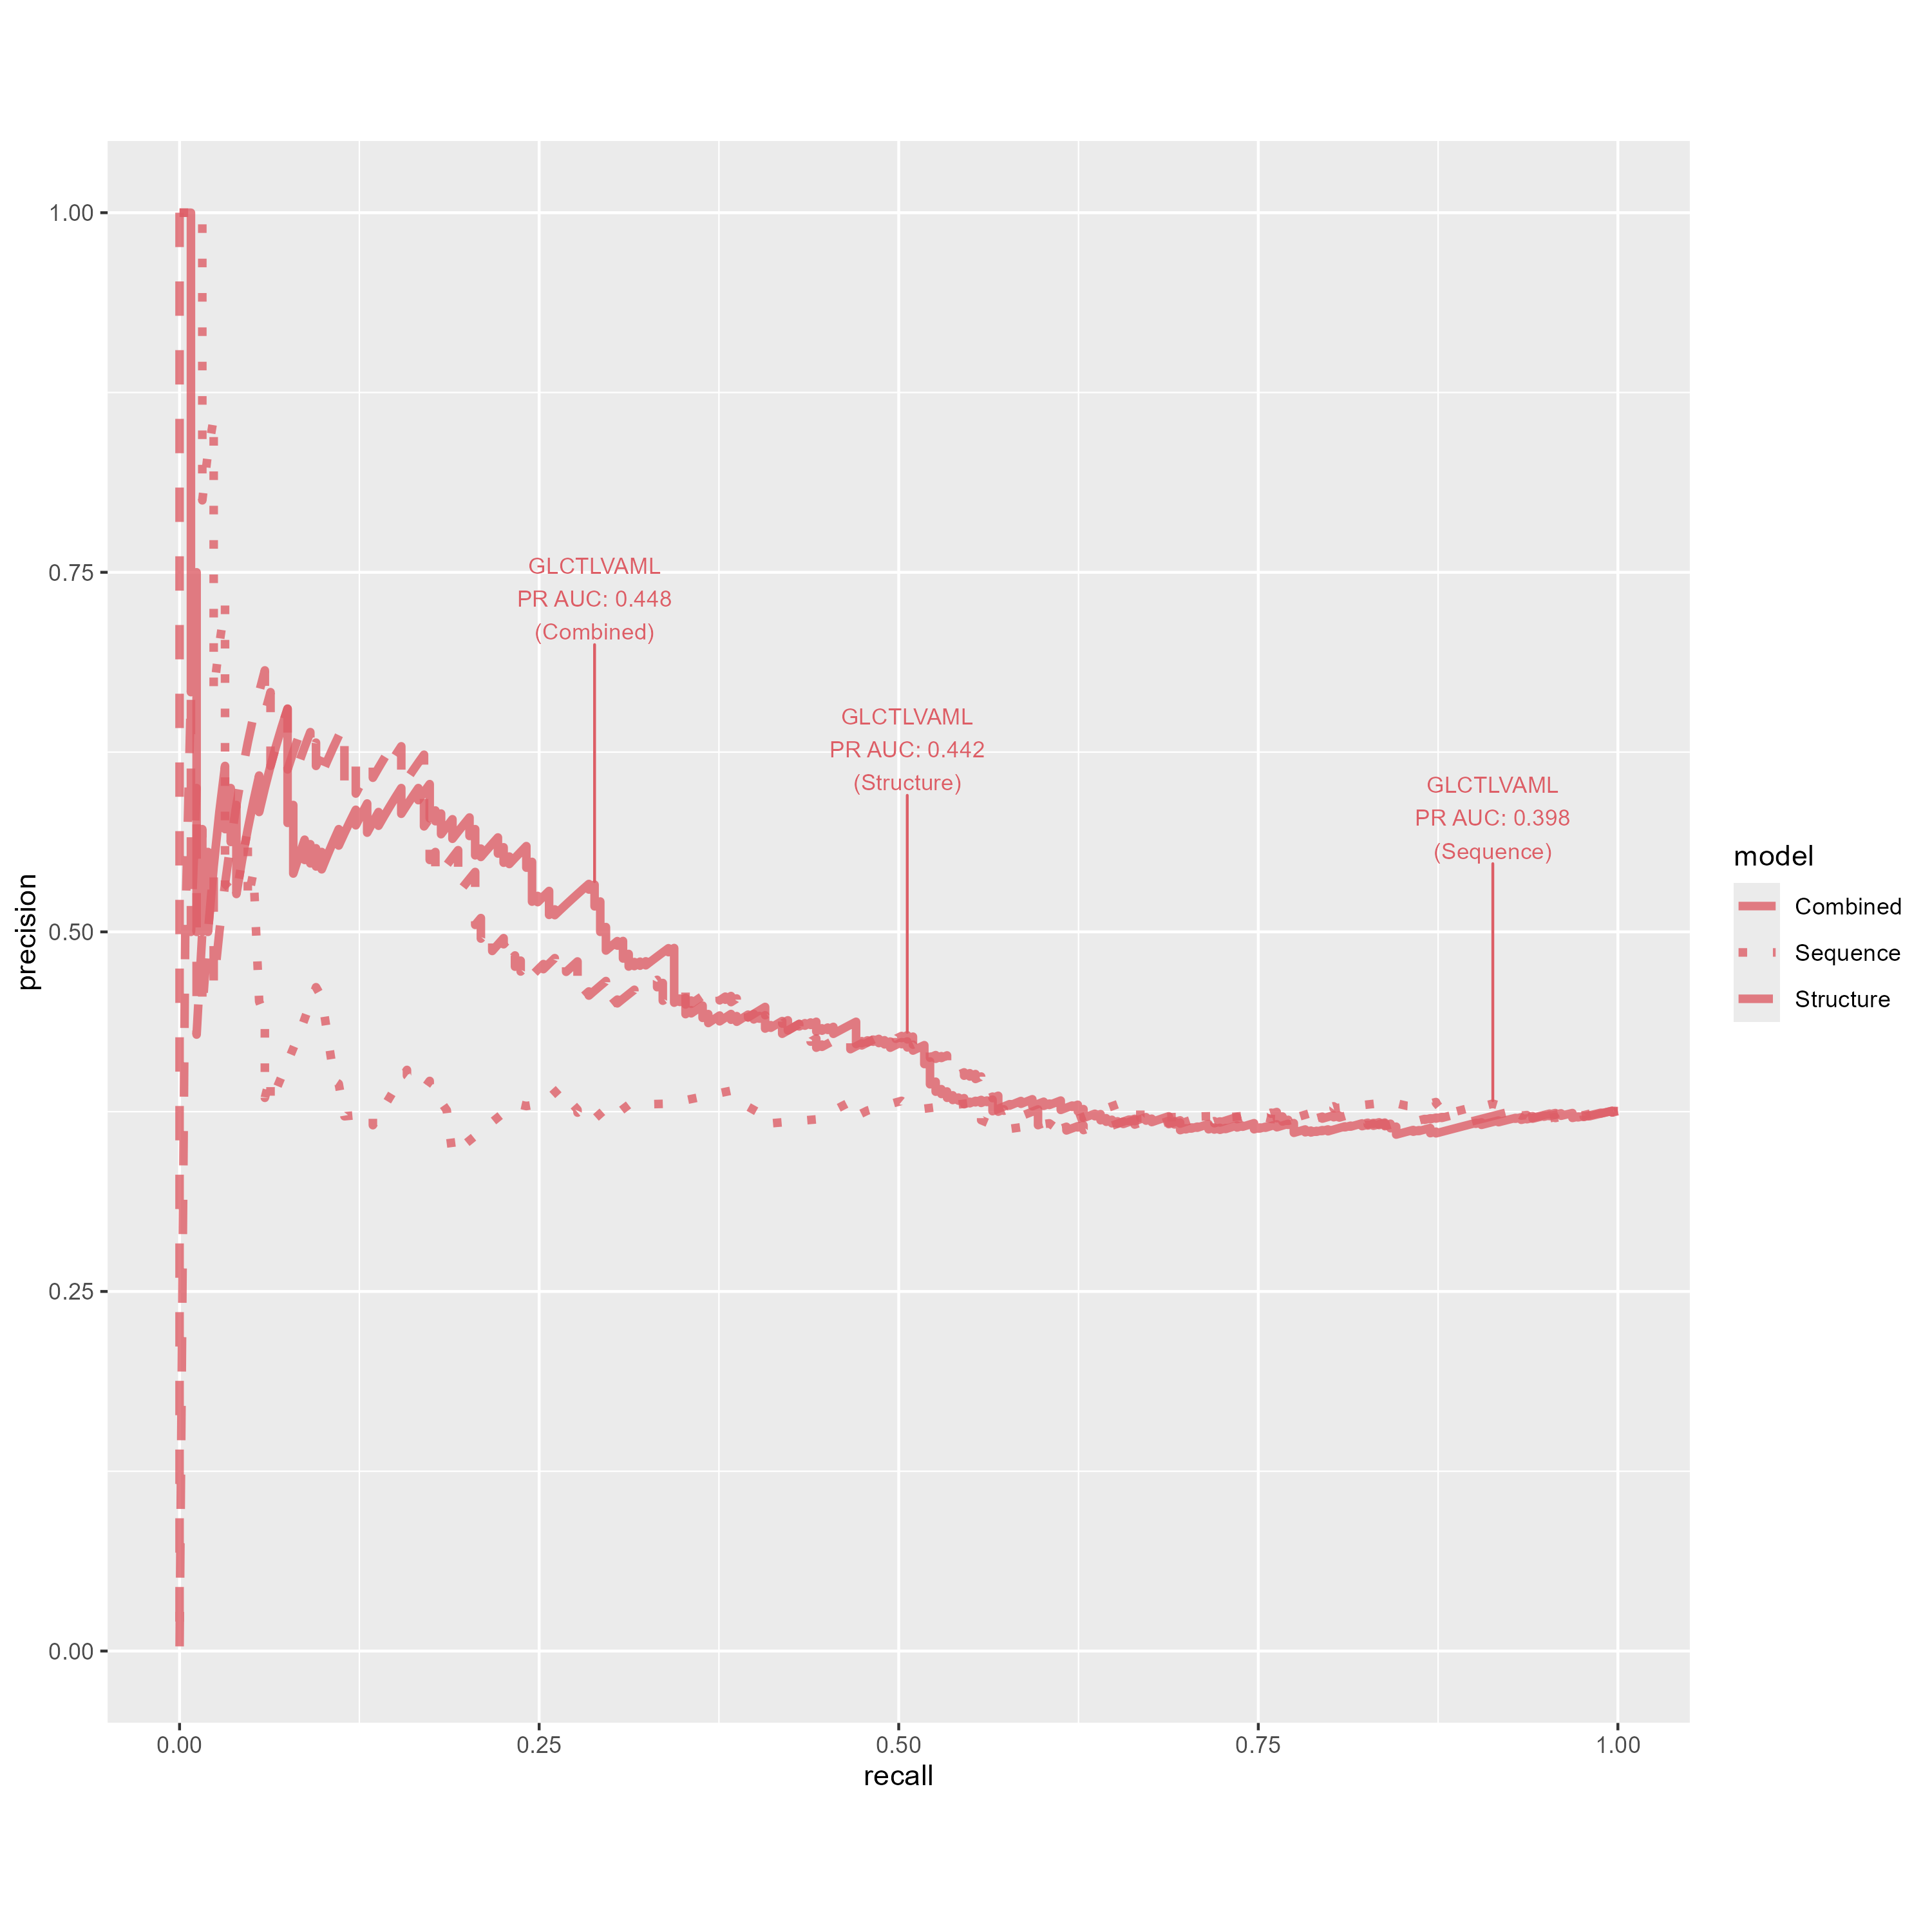 1.00
0.75
0.50
0.25
0.00
precision
GLCTLVAML
PR AUC: 0.448
(Combined)
GLCTLVAML
PR AUC: 0.442
(Structure)
GLCTLVAML
PR AUC: 0.398
(Sequence)
0.00
0.25
0.50
0.75
1.00
recall
model
Combined
Sequence
Structure